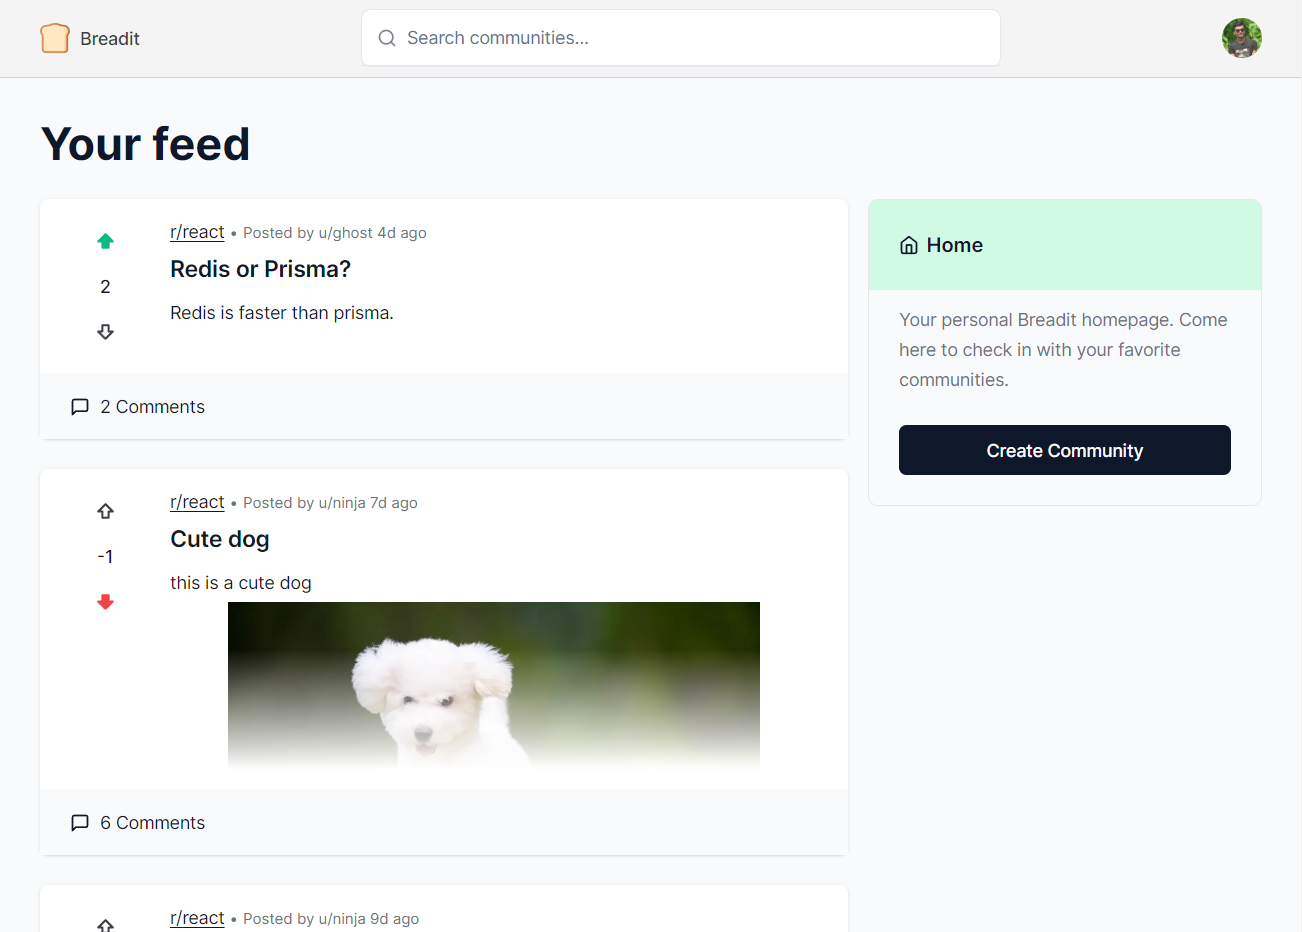 Breadit
Search communities...
Your feed
r/react • Posted by u/ghost 4d ago
Redis or Prisma?
2
Redis is faster than prisma.
2 Comments
r/react • Posted by u/ninja 7d ago
Cute dog
-1
this is a cute dog
6 Comments
r/react • Posted by u/ninja 9d ago
Home
Your personal Breadit homepage. Come
here to check in with your favorite
communities.
Create Community